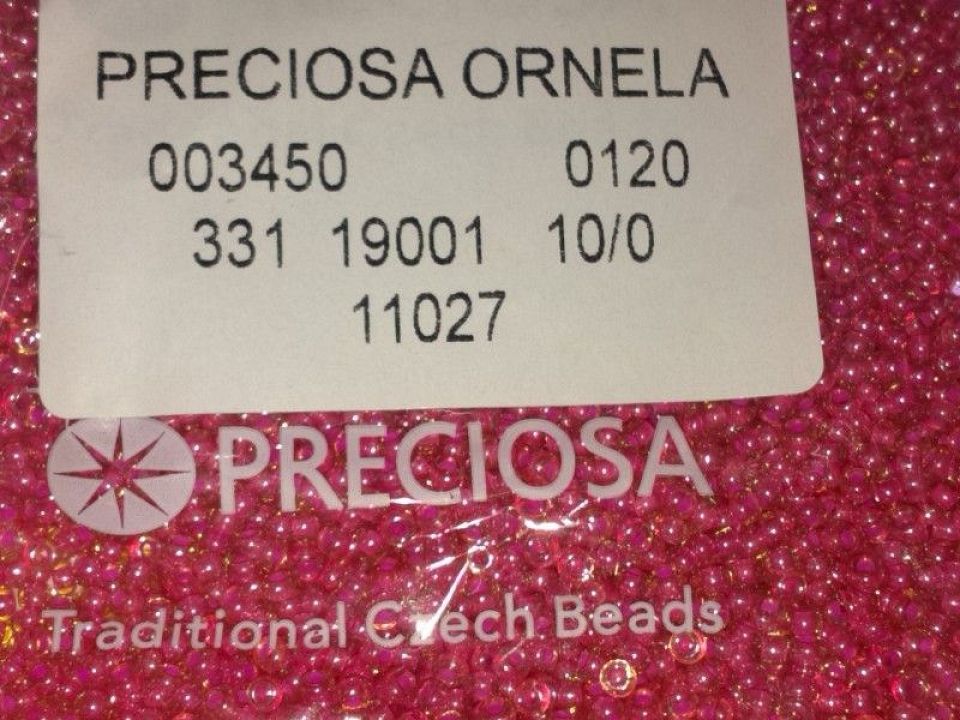 PRECIOSA ORNELA
003450 0120
331 19001 10/0
11027
PRECIOSA
Traditional Czech Beads